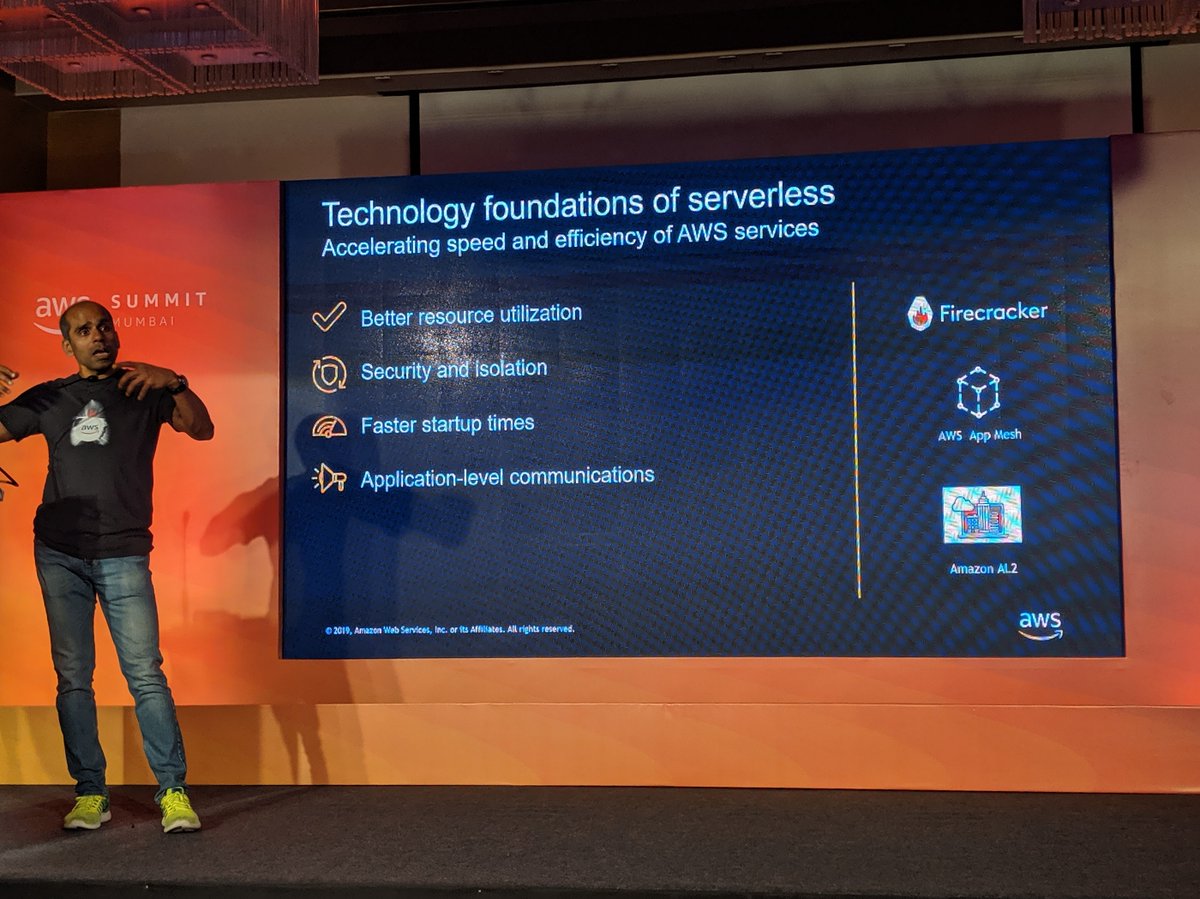 Technology foundations of serverless
Accelerating speed and efficiency of AWS services
aws SUMMIT
MUMBAI
aws
Better resource utilization
Security and isolation
Faster startup times
Application-level communications
Firecracker
AWS App Mesh
Amazon AL2
© 2019, Amazon Web Services, Inc. or its Affiliates. All rights reserved.
aws